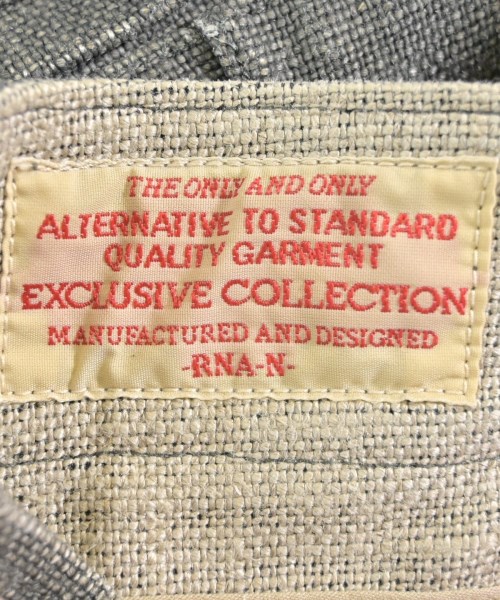 THE ONLY AND ONLY
ALTERNATIVE TO STANDARD
QUALITY GARMENT
EXCLUSIVE COLLECTION
MANUFACTURED AND DESIGNED
-RNA-N-